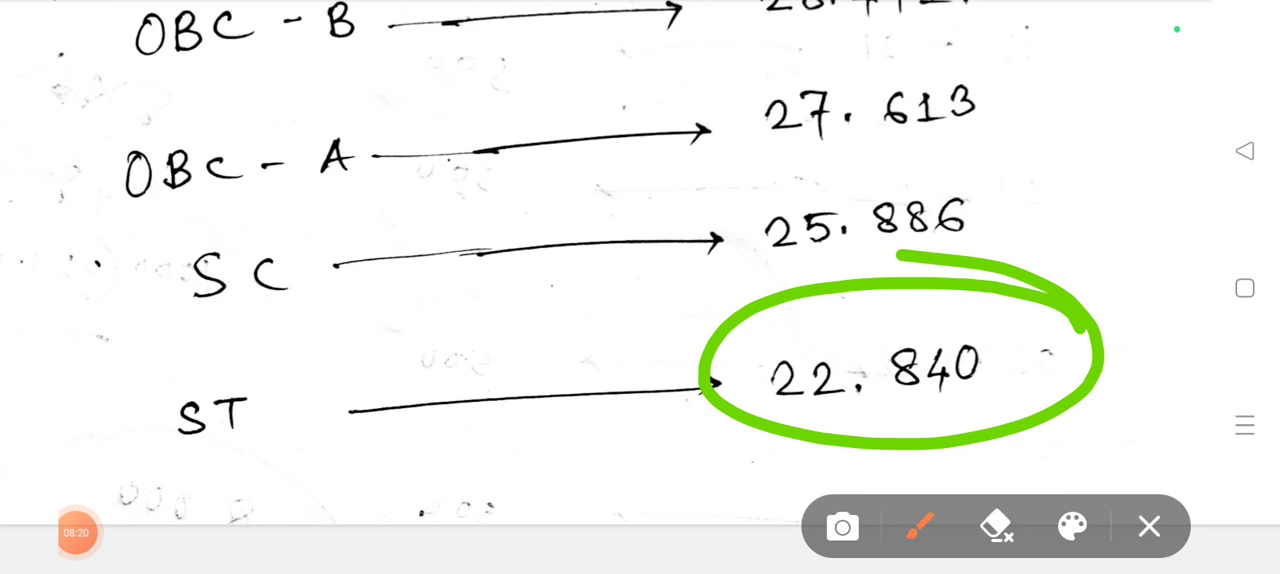 OBC - B →
OBC - A → 27.613
SC → 25.886
ST → 22.840
08:20